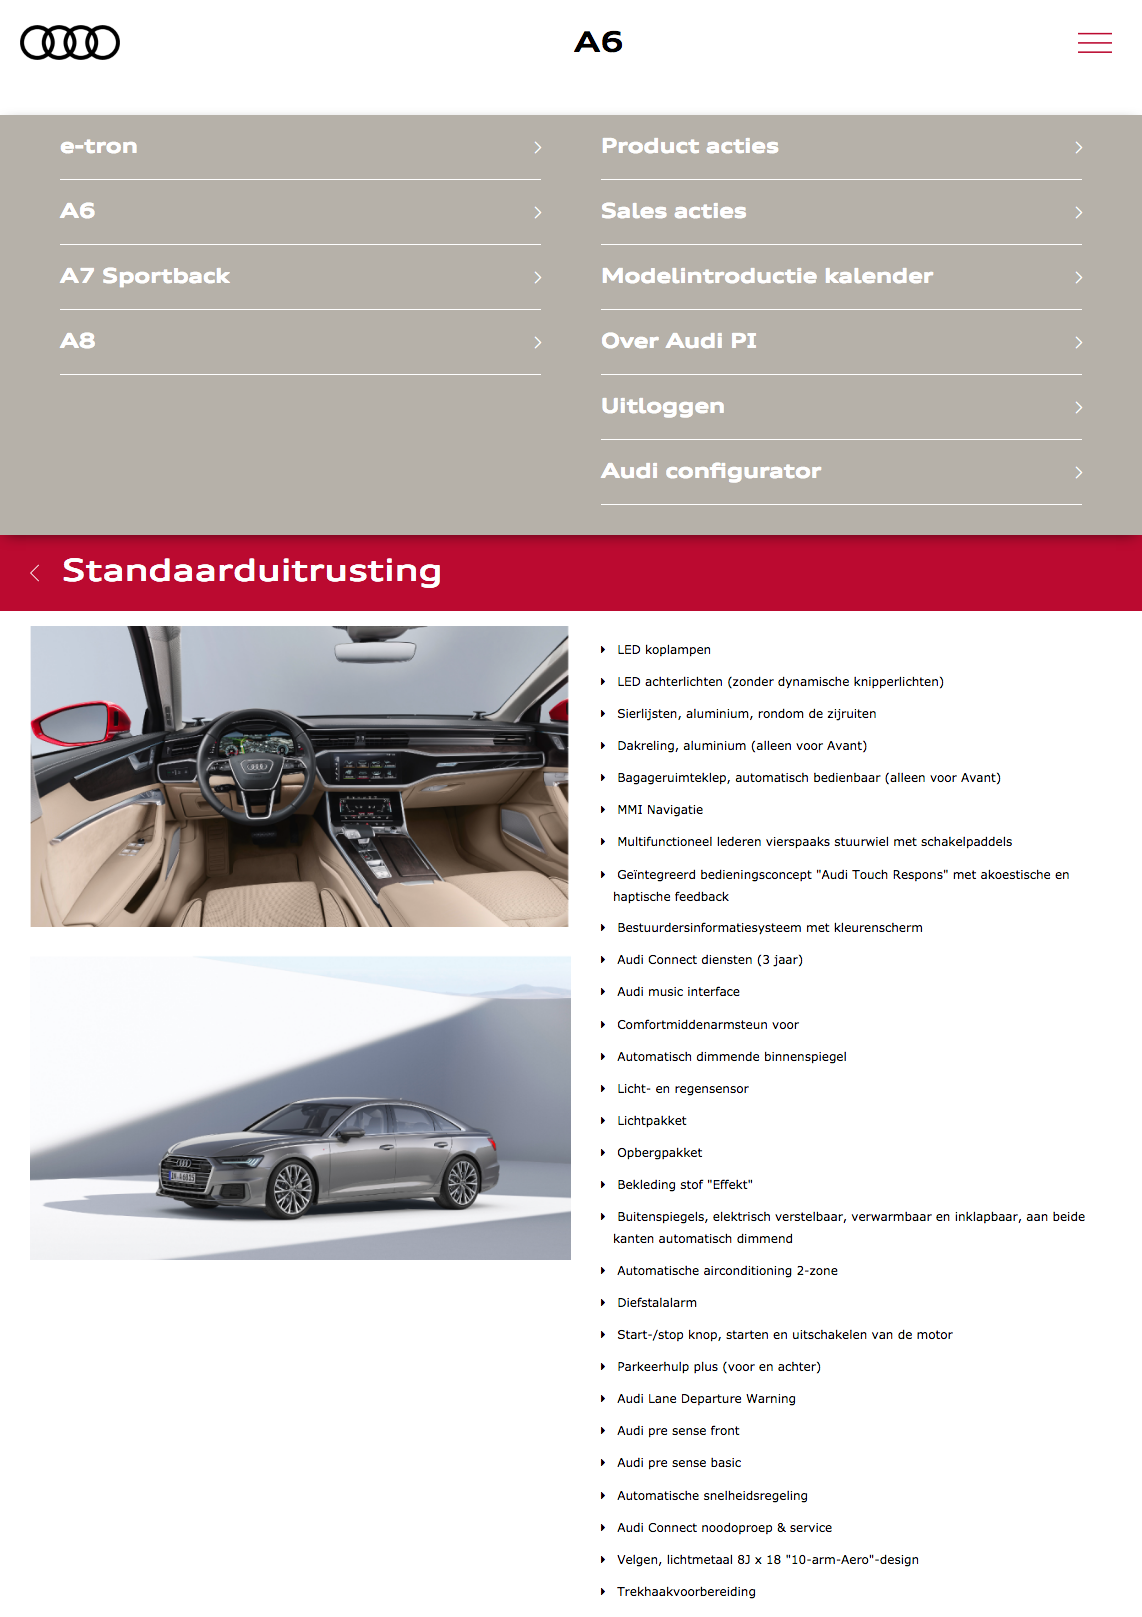 A6
e-tron
A6
A7 Sportback
A8
Product acties
Sales acties
Modelintroductie kalender
Over Audi PI
Uitloggen
Audi configurator
Standaarduitrusting
LED koplampen
LED achterlichten (zonder dynamische knipperlichten)
Sierlijsten, aluminium, rondom de zijruiten
Dakreling, aluminium (alleen voor Avant)
Bagageruimteklep, automatisch bedienbaar (alleen voor Avant)
MMI Navigatie
Multifunctioneel lederen vierspaaks stuurwiel met schakelpaddels
Geïntegreerd bedieningsconcept "Audi Touch Respons" met akoestische en
haptische feedback
Bestuurdersinformatiesysteem met kleurenscherm
Audi Connect diensten (3 jaar)
Audi music interface
Comfortmiddenarmsteun voor
Automatisch dimmende binnenspiegel
Licht- en regensensor
Lichtpakket
Opbergpakket
Bekleding stof "Effekt"
Buitenspiegels, elektrisch verstelbaar, verwarmbaar en inklapbaar, aan beide
kanten automatisch dimmend
Automatische airconditioning 2-zone
Diefstalalarm
Start-/stop knop, starten en uitschakelen van de motor
Parkeerhulp plus (voor en achter)
Audi Lane Departure Warning
Audi pre sense front
Audi pre sense basic
Automatische snelheidsregeling
Audi Connect noodoproep & service
Velgen, lichtmetaal 8J x 18 "10-arm-Aero"-design
Trekhaakvoorbereiding